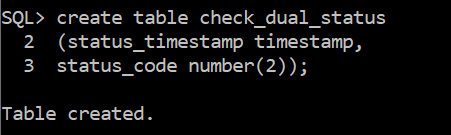 SQL> create table check_dual_status
2 (status_timestamp timestamp,
3 status_code number(2));
Table created.